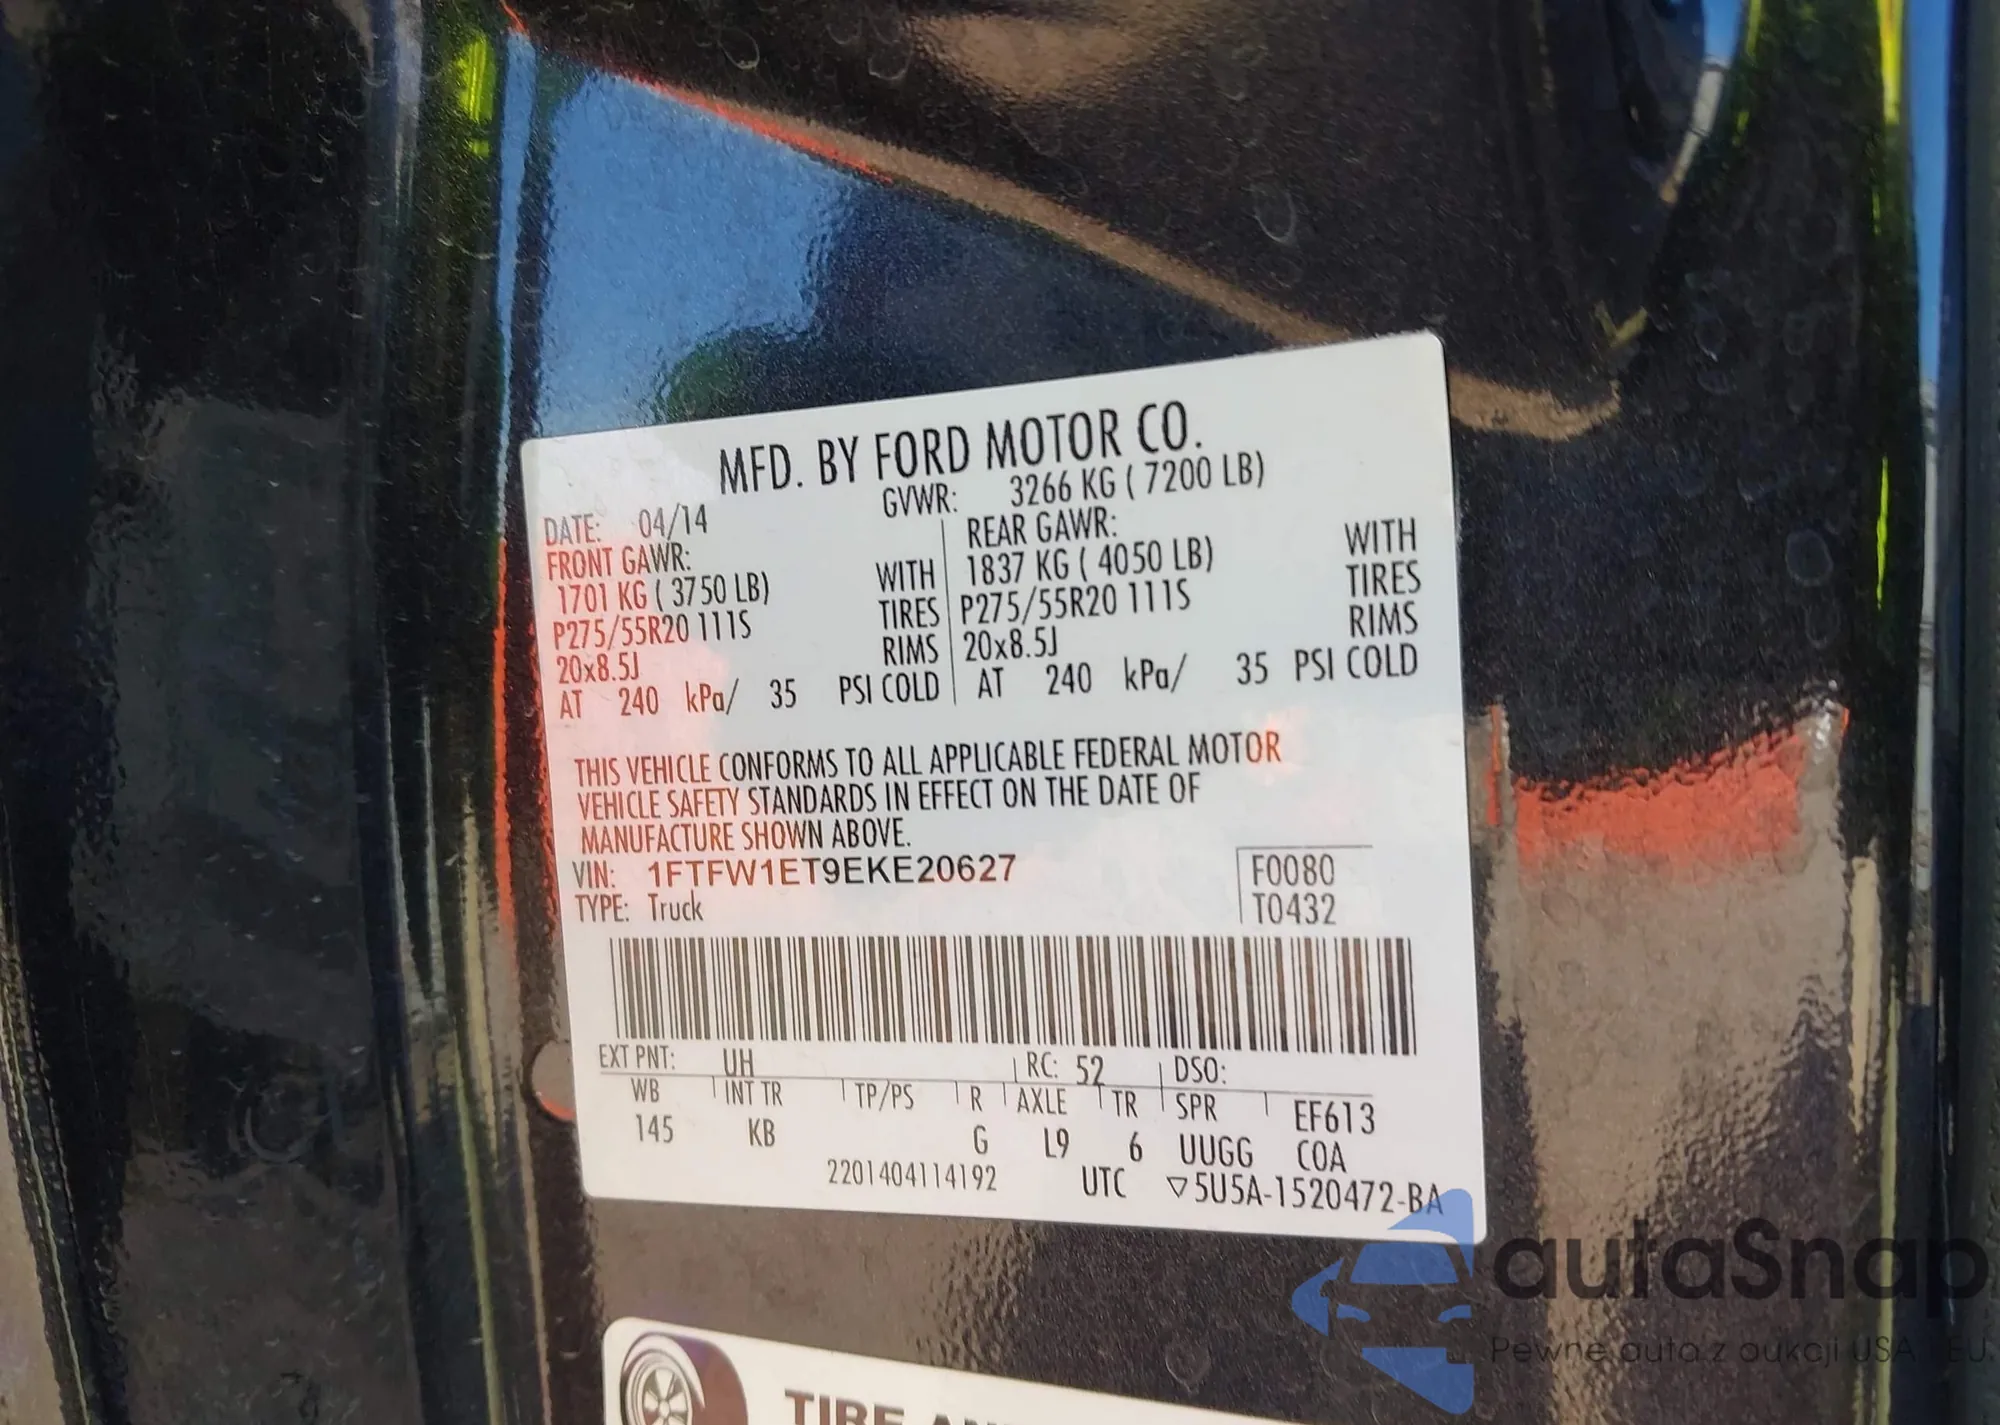 MFD. BY FORD MOTOR CO.
DATE: 04/14 GVWR: 3266 KG ( 7200 LB)
FRONT GAWR: REAR GAWR:
1701 KG ( 3750 LB) WITH 1837 KG ( 4050 LB) WITH
P275/55R20 111S TIRES P275/55R20 111S TIRES
20x8.5J RIMS 20x8.5J RIMS
AT 240 kPa/ 35 PSI COLD AT 240 kPa/ 35 PSI COLD
THIS VEHICLE CONFORMS TO ALL APPLICABLE FEDERAL MOTOR
VEHICLE SAFETY STANDARDS IN EFFECT ON THE DATE OF
MANUFACTURE SHOWN ABOVE.
VIN: 1FTFW1ET9EKE20627 F0080
TYPE: Truck T0432
EXT PNT: UH RC: 52 DSO:
WB INT TR TP/PS R AXLE TR SPR EF613
145 KB G L9 6 UUGG COA
2201404114192 UTC ▽5U5A-1520472-BA
autaSnap
Pewne auta z aukcji USA i EU
TIRE